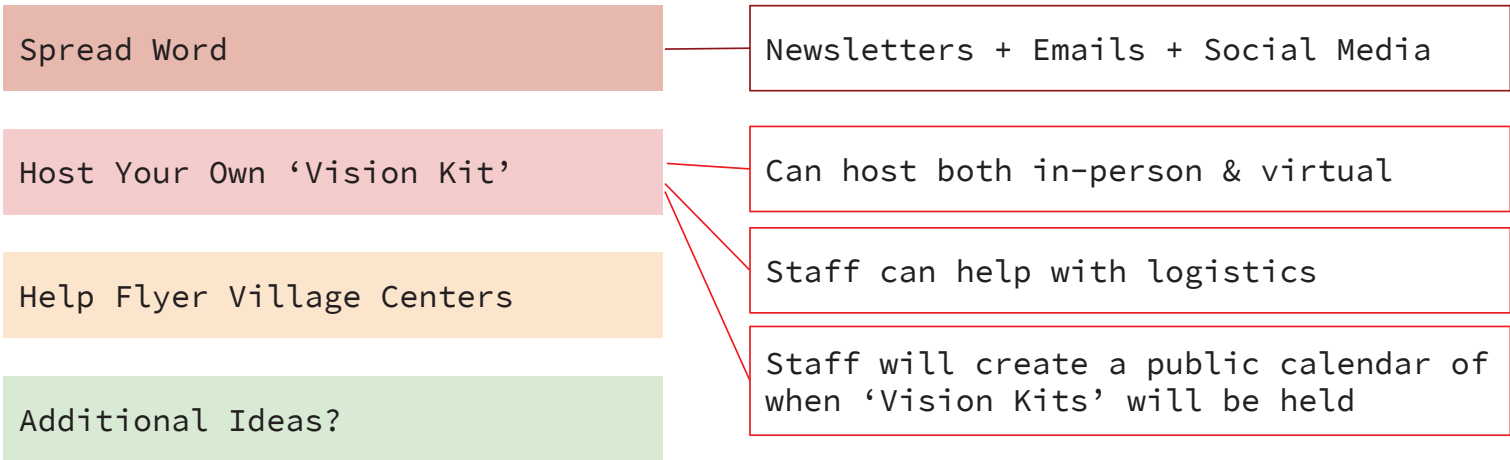 Spread Word
Newsletters + Emails + Social Media
Host Your Own ‘Vision Kit’
Can host both in-person & virtual
Staff can help with logistics
Staff will create a public calendar of
when ‘Vision Kits’ will be held
Help Flyer Village Centers
Additional Ideas?